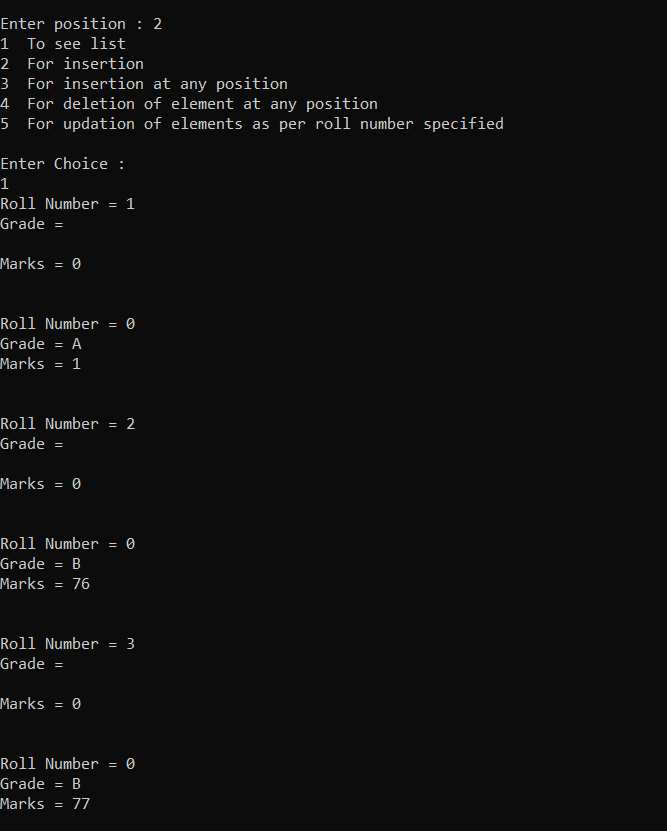 Enter position : 2
1  To see list
2  For insertion
3  For insertion at any position
4  For deletion of element at any position
5  For updation of elements as per roll number specified
Enter Choice :
1
Roll Number = 1
Grade =
Marks = 0
Roll Number = 0
Grade = A
Marks = 1
Roll Number = 2
Grade =
Marks = 0
Roll Number = 0
Grade = B
Marks = 76
Roll Number = 3
Grade =
Marks = 0
Roll Number = 0
Grade = B
Marks = 77